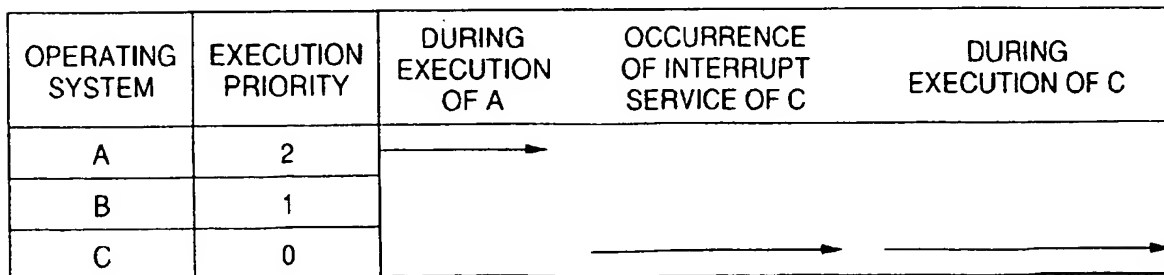 OPERATING SYSTEM
EXECUTION PRIORITY
DURING EXECUTION OF A
OCCURRENCE OF INTERRUPT SERVICE OF C
DURING EXECUTION OF C
A 2
B 1
C 0